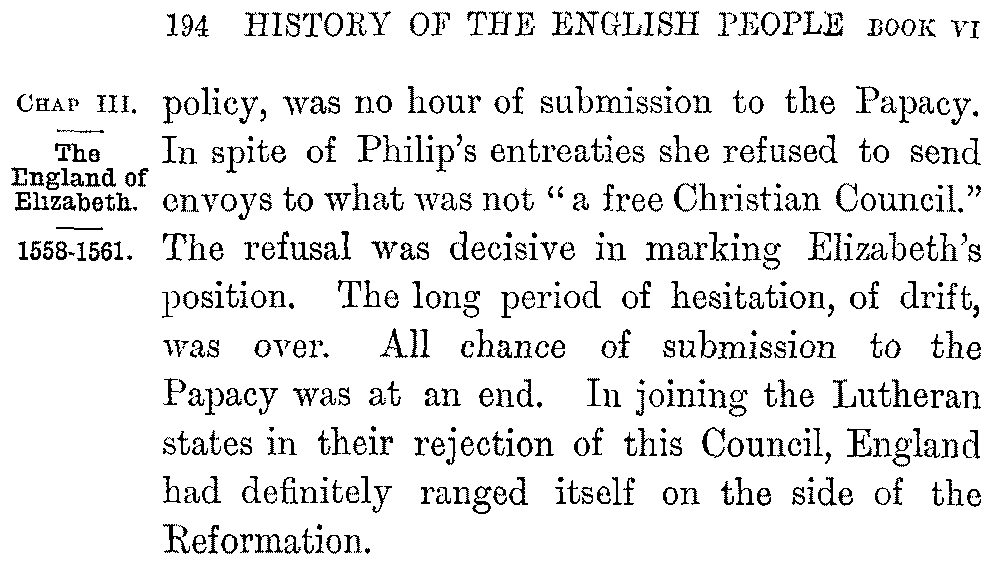 194 HISTORY OF THE ENGLISH PEOPLE BOOK VI
CHAP III.
The
England of
Elizabeth.
1558-1561.
policy, was no hour of submission to the Papacy.
In spite of Philip's entreaties she refused to send
envoys to what was not “ a free Christian Council.”
The refusal was decisive in marking Elizabeth's
position. The long period of hesitation, of drift,
was over. All chance of submission to the
Papacy was at an end. In joining the Lutheran
states in their rejection of this Council, England
had definitely ranged itself on the side of the
Reformation.